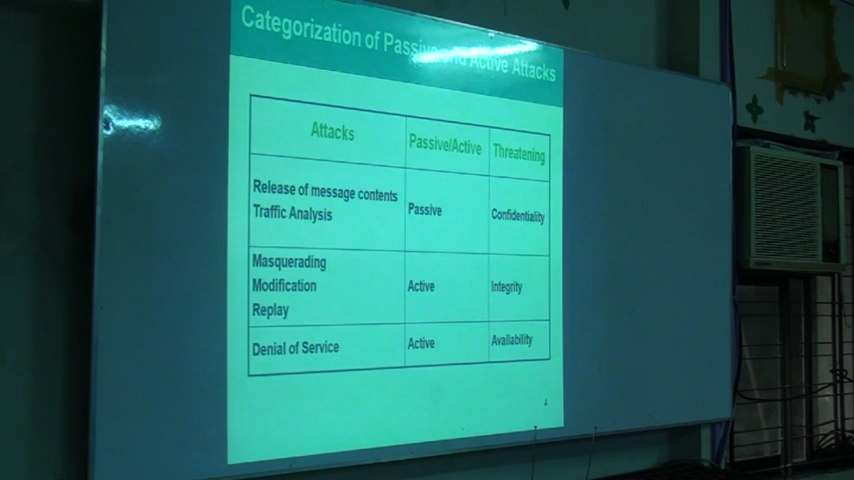 Categorization of Passive and Active Attacks
Attacks Passive/Active Threatening
Release of message contents
Traffic Analysis Passive Confidentiality
Masquerading
Modification Active Integrity
Replay
Denial of Service Active Availability
4